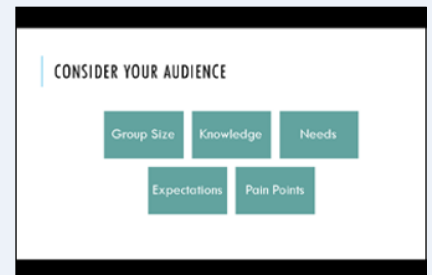 CONSIDER YOUR AUDIENCE
Group Size
Knowledge
Needs
Expectations
Pain Points